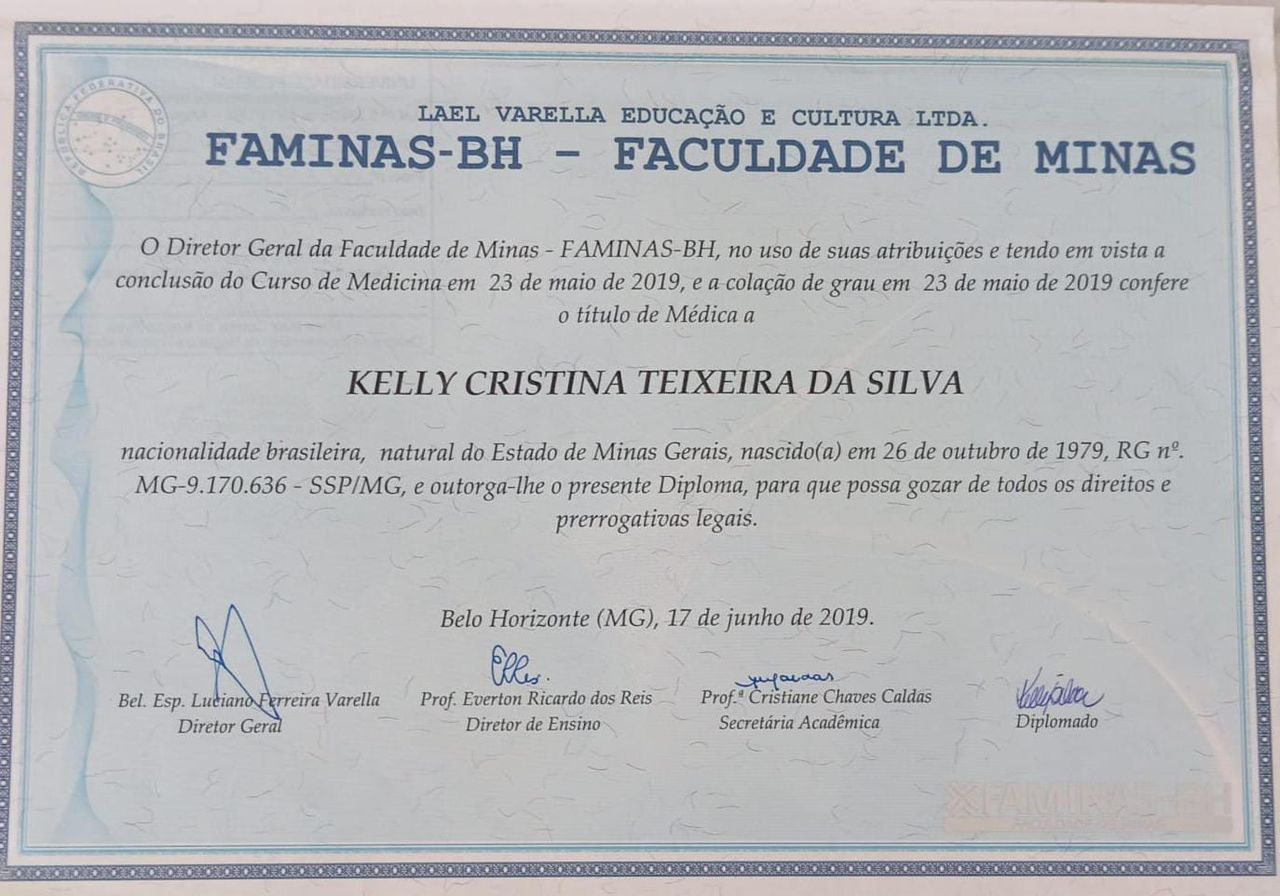 REPÚBLICA FEDERATIVA DO BRASIL
LAEL VARELLA EDUCAÇÃO E CULTURA LTDA.
FAMINAS-BH – FACULDADE DE MINAS
O Diretor Geral da Faculdade de Minas - FAMINAS-BH, no uso de suas atribuições e tendo em vista a
conclusão do Curso de Medicina em 23 de maio de 2019, e a colação de grau em 23 de maio de 2019 confere
o título de Médica a
KELLY CRISTINA TEIXEIRA DA SILVA
nacionalidade brasileira, natural do Estado de Minas Gerais, nascido(a) em 26 de outubro de 1979, RG nº.
MG-9.170.636 - SSP/MG, e outorga-lhe o presente Diploma, para que possa gozar de todos os direitos e
prerrogativas legais.
Belo Horizonte (MG), 17 de junho de 2019.
Bel. Esp. Luciano Ferreira Varella
Diretor Geral
Prof. Everton Ricardo dos Reis
Diretor de Ensino
Prof.ª Cristiane Chaves Caldas
Secretária Acadêmica
Diplomado
FAMINAS-BH